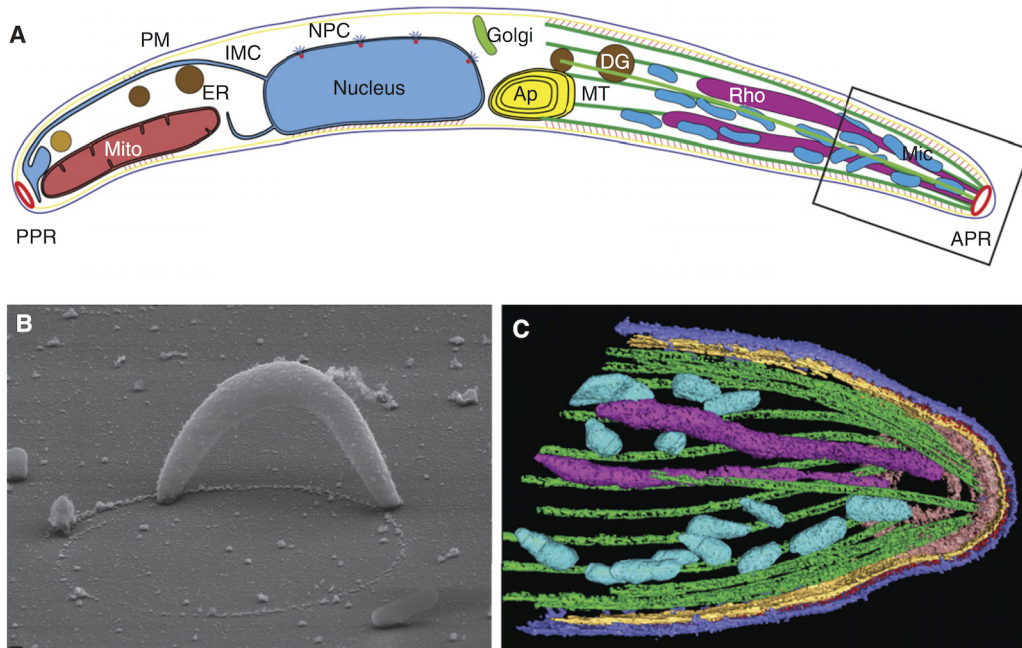 A
PM
IMC
NPC
Golgi
ER
Nucleus
Mito
Ap
MT
DG
Rho
Mic
PPR
APR
B
C